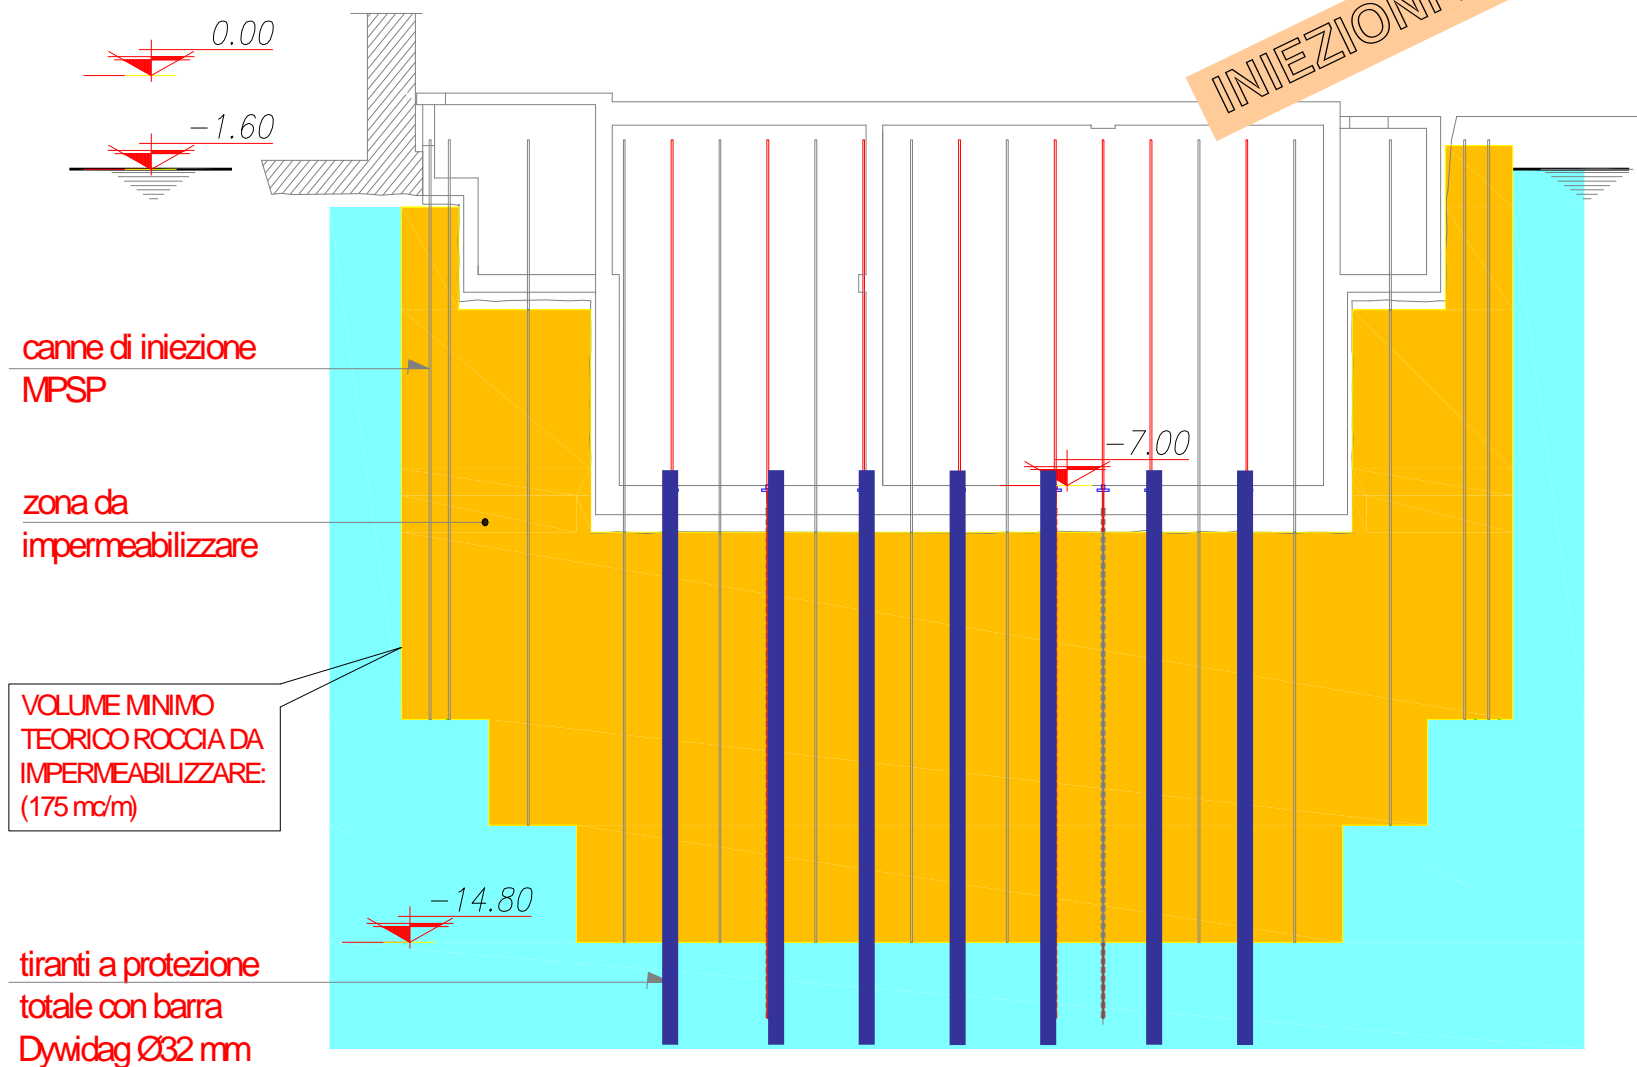 0.00
INIEZIONI
-1.60
canne di iniezione
MPSP
-7.00
zona da
impermeabilizzare
VOLUME MINIMO
TEORICO ROCCIA DA
IMPERMEABILIZZARE:
(175 mc/m)
-14.80
tiranti a protezione
totale con barra
Dywidag Ø32 mm